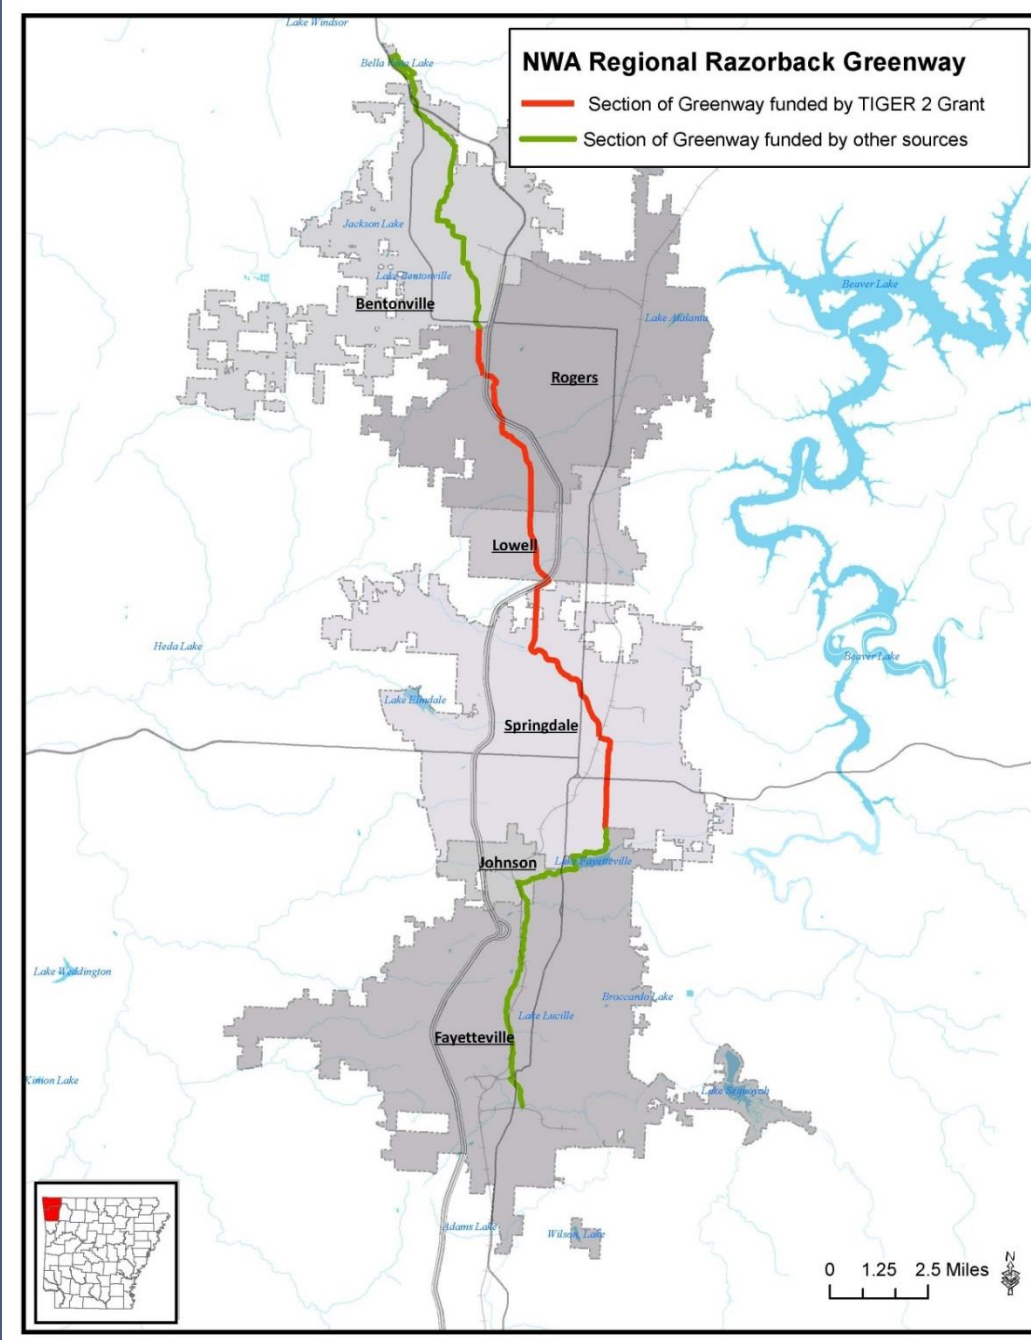 Lake Windsor
NWA Regional Razorback Greenway
Section of Greenway funded by TIGER 2 Grant
Section of Greenway funded by other sources
Bella Vista Lake
Jackson Lake
Lake Bentonville
Bentonville
Beaver Lake
Lake Atalanta
Rogers
Lowell
Heda Lake
Beaver Lake
Lake Elmdale
Springdale
Johnson
Lake Fayetteville
Lake Weddington
Broccardo Lake
Lake Lucille
Fayetteville
Kinion Lake
Lake Sequoyah
Adams Lake
Wilson Lake
N
0 1.25 2.5 Miles